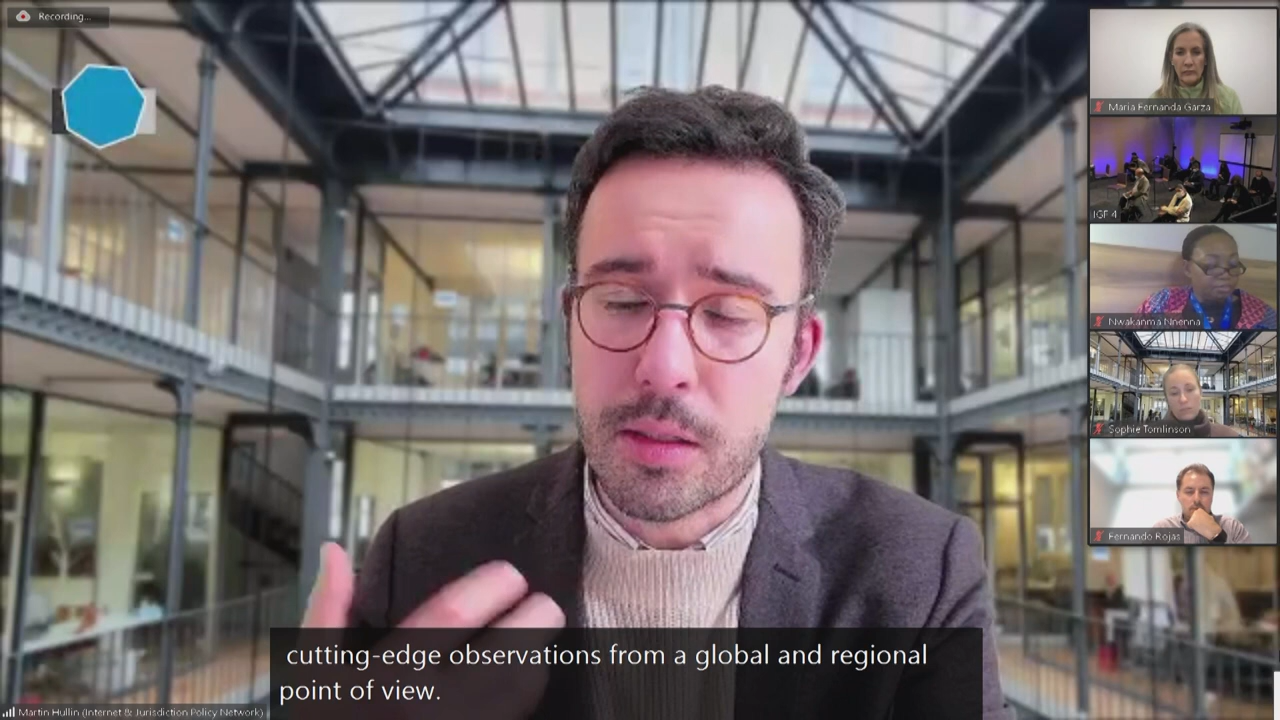 Recording...
Maria Fernanda Garza
IGF 4
Nwakanma Nnenna
Sophie Tomlinson
Fernando Rojas
cutting-edge observations from a global and regional
point of view.
Martin Hullin (Internet & Jurisdiction Policy Network)